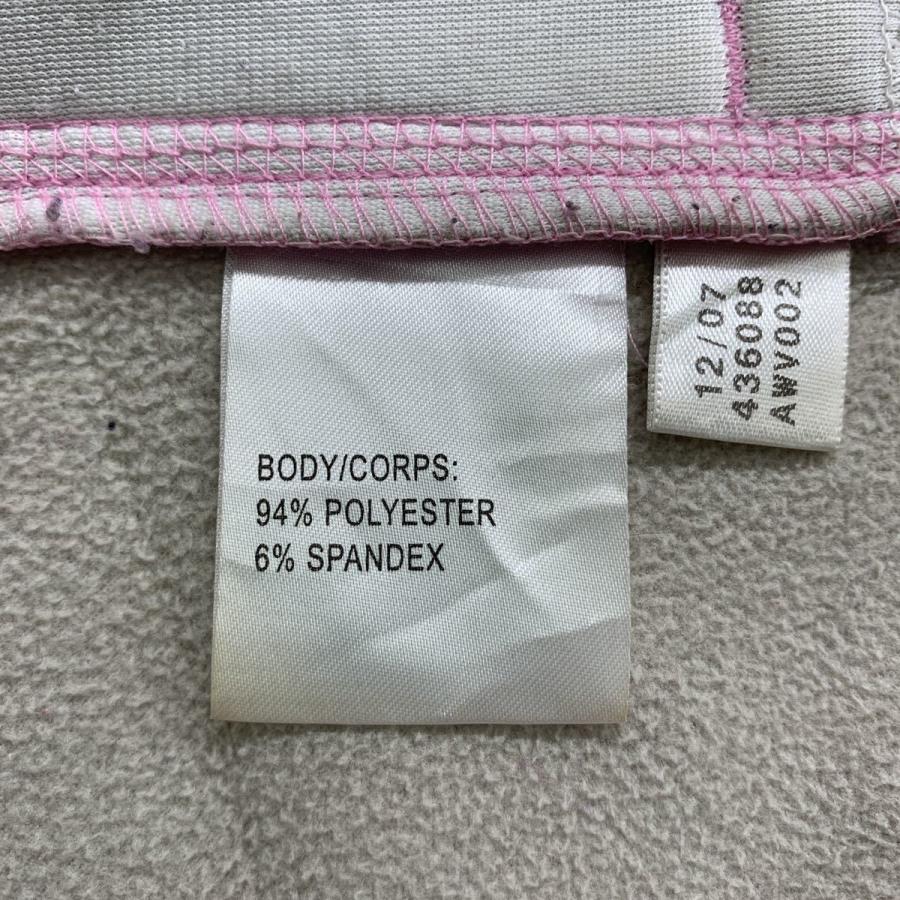 BODY/CORPS:
94% POLYESTER
6% SPANDEX
12/07
436088
AWV002